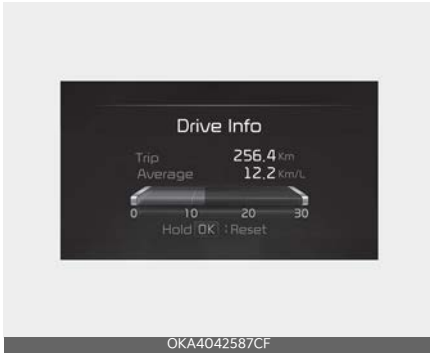 Drive Info
Trip 256.4 Km
Average 12.2 Km/L
0 10 20 30
Hold OK : Reset
OKA4042587CF